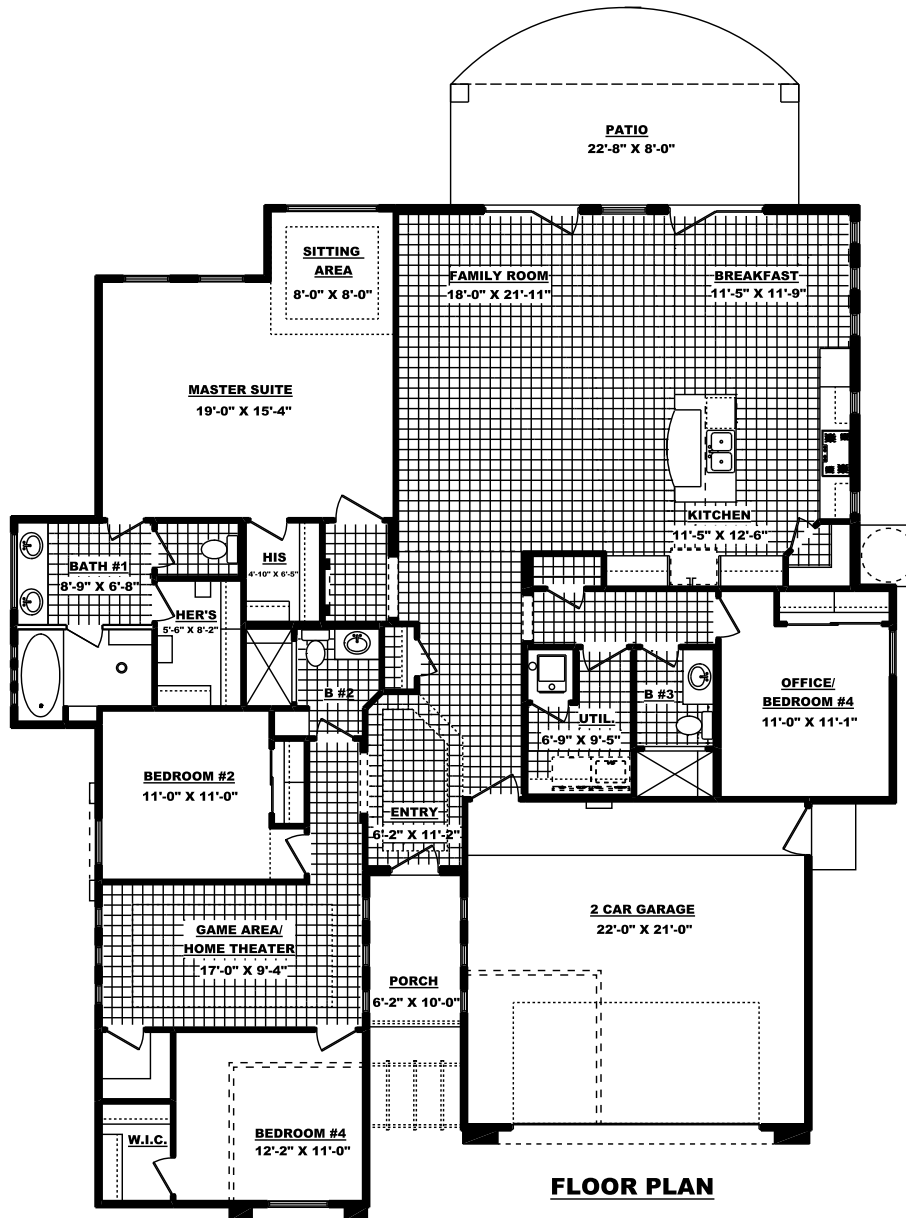 PATIO
22'-8" X 8'-0"
SITTING
AREA
8'-0" X 8'-0"
FAMILY ROOM
18'-0" X 21'-11"
BREAKFAST
11'-5" X 11'-9"
MASTER SUITE
19'-0" X 15'-4"
KITCHEN
11'-5" X 12'-6"
HIS
4'-10" X 6'-5"
BATH #1
8'-9" X 6'-8"
HER'S
5'-6" X 8'-2"
B #2
B #3
OFFICE/
BEDROOM #4
11'-0" X 11'-1"
UTIL.
6'-9" X 9'-5"
BEDROOM #2
11'-0" X 11'-0"
ENTRY
6'-2" X 11'-2"
GAME AREA/
HOME THEATER
17'-0" X 9'-4"
2 CAR GARAGE
22'-0" X 21'-0"
PORCH
6'-2" X 10'-0"
W.I.C.
BEDROOM #4
12'-2" X 11'-0"
FLOOR PLAN